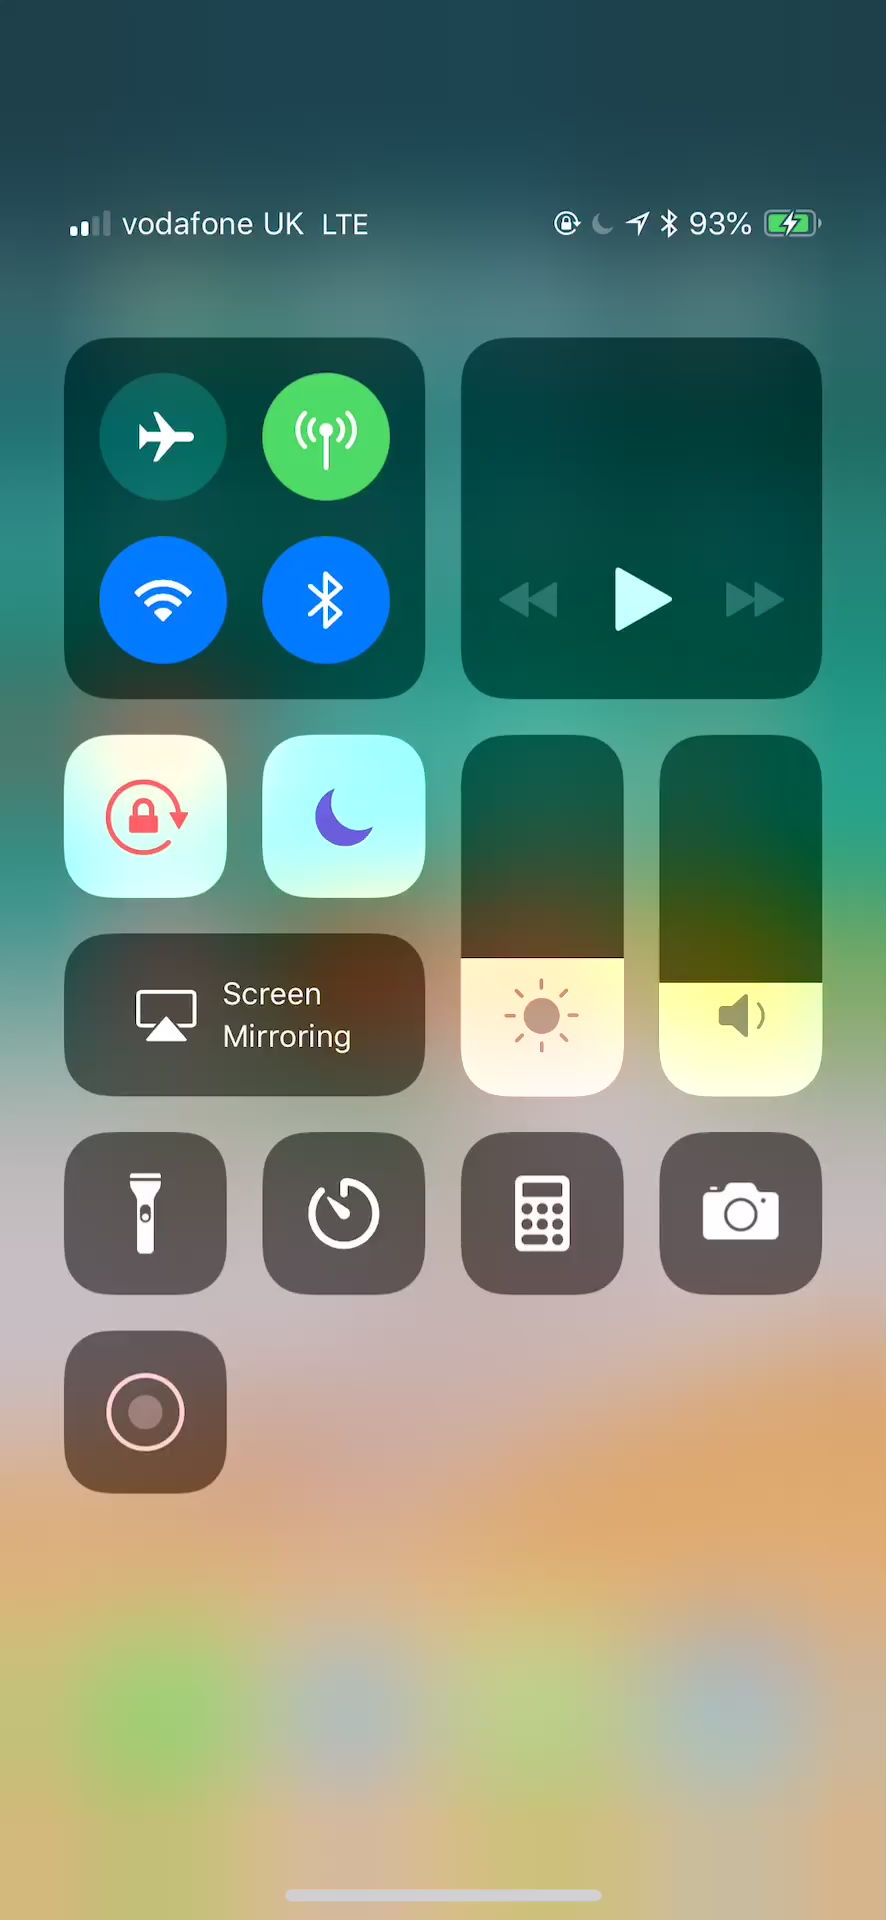 vodafone UK LTE 93%
Screen
Mirroring